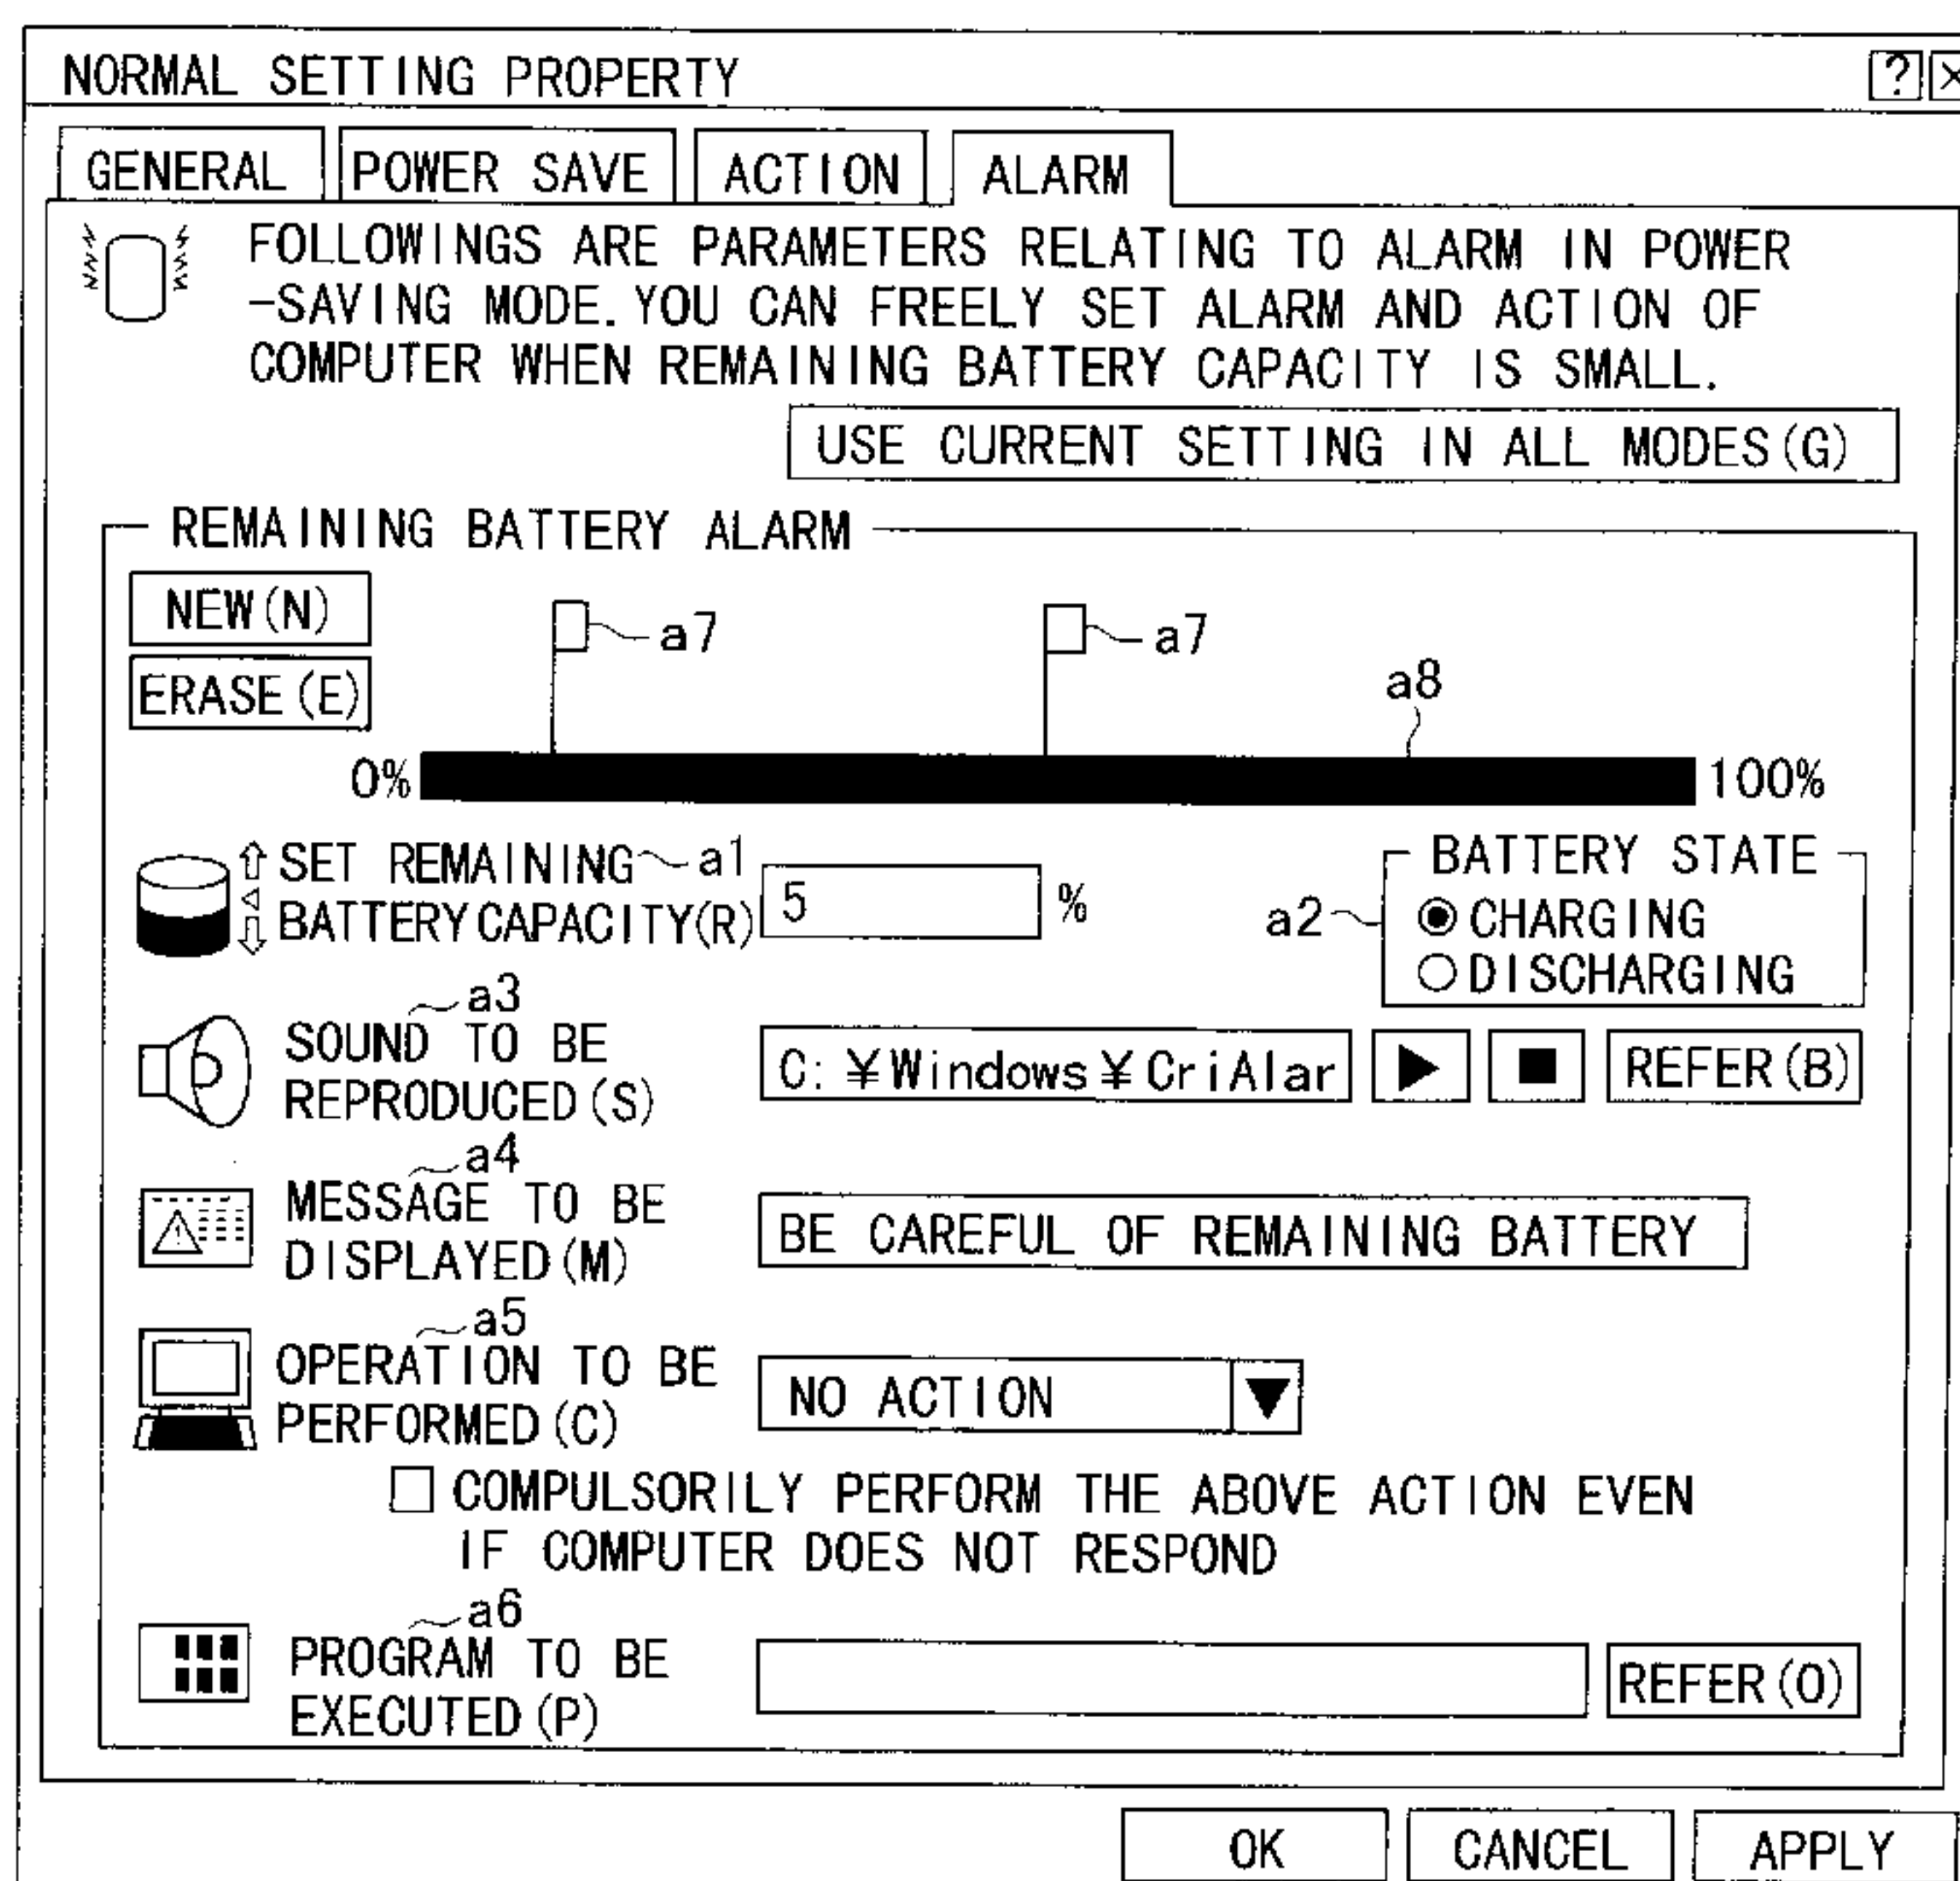 NORMAL SETTING PROPERTY ? ×
GENERAL POWER SAVE ACTION ALARM
FOLLOWINGS ARE PARAMETERS RELATING TO ALARM IN POWER
-SAVING MODE. YOU CAN FREELY SET ALARM AND ACTION OF
COMPUTER WHEN REMAINING BATTERY CAPACITY IS SMALL.
USE CURRENT SETTING IN ALL MODES(G)
REMAINING BATTERY ALARM
NEW(N)
a7 a7
ERASE(E)
a8
0% 100%
SET REMAINING a1
BATTERY CAPACITY(R) 5 %
BATTERY STATE
a2 CHARGING
DISCHARGING
a3
SOUND TO BE
REPRODUCED(S)
C:¥Windows¥CriAlar REFER(B)
a4
MESSAGE TO BE
DISPLAYED(M)
BE CAREFUL OF REMAINING BATTERY
a5
OPERATION TO BE
PERFORMED(C)
NO ACTION
COMPULSORILY PERFORM THE ABOVE ACTION EVEN
IF COMPUTER DOES NOT RESPOND
a6
PROGRAM TO BE
EXECUTED(P)
REFER(O)
OK CANCEL APPLY